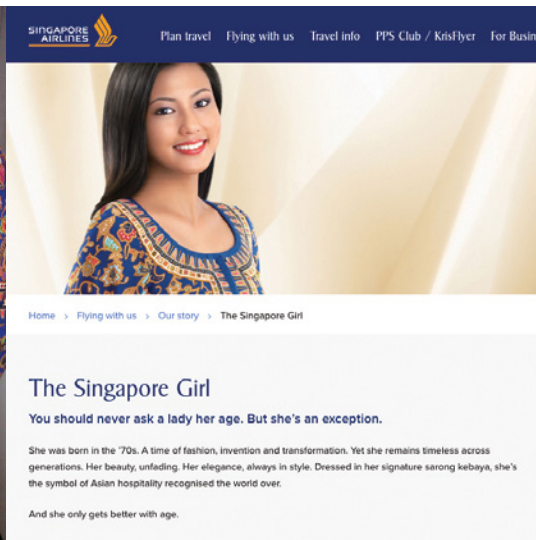 SINGAPORE
AIRLINES
Plan travel Flying with us Travel info PPS Club / KrisFlyer For Busin
Home > Flying with us > Our story > The Singapore Girl
The Singapore Girl
You should never ask a lady her age. But she's an exception.
She was born in the '70s. A time of fashion, invention and transformation. Yet she remains timeless across
generations. Her beauty, unfading. Her elegance, always in style. Dressed in her signature sarong kebaya, she's
the symbol of Asian hospitality recognised the world over.
And she only gets better with age.